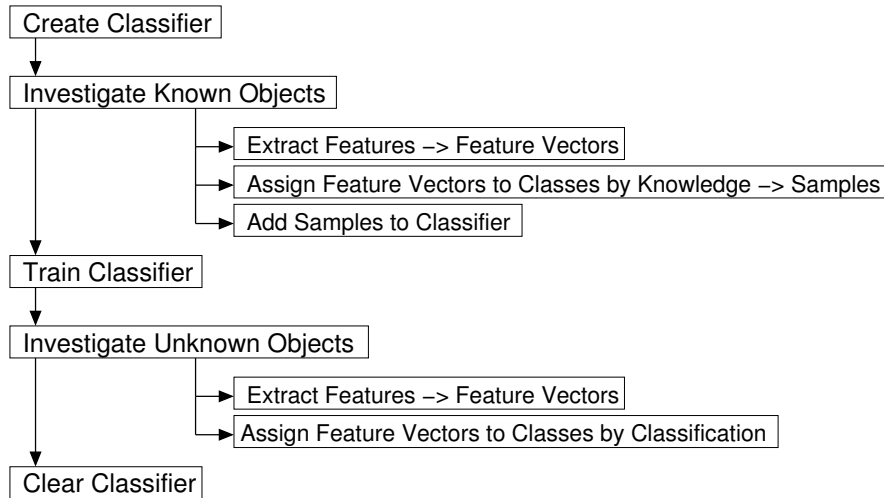 Create Classifier
Investigate Known Objects
Extract Features −> Feature Vectors
Assign Feature Vectors to Classes by Knowledge −> Samples
Add Samples to Classifier
Train Classifier
Investigate Unknown Objects
Extract Features −> Feature Vectors
Assign Feature Vectors to Classes by Classification
Clear Classifier